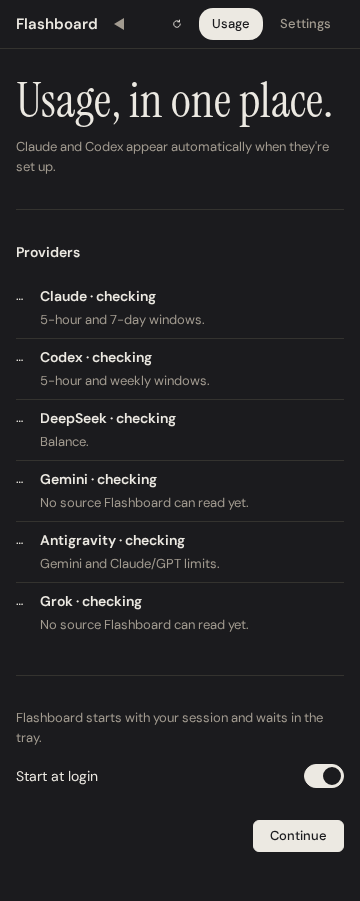 Flashboard
Usage
Settings
Usage, in one place.
Claude and Codex appear automatically when they're
set up.
Providers
... Claude · checking
5-hour and 7-day windows.
... Codex · checking
5-hour and weekly windows.
... DeepSeek · checking
Balance.
... Gemini · checking
No source Flashboard can read yet.
... Antigravity · checking
Gemini and Claude/GPT limits.
... Grok · checking
No source Flashboard can read yet.
Flashboard starts with your session and waits in the
tray.
Start at login
Continue